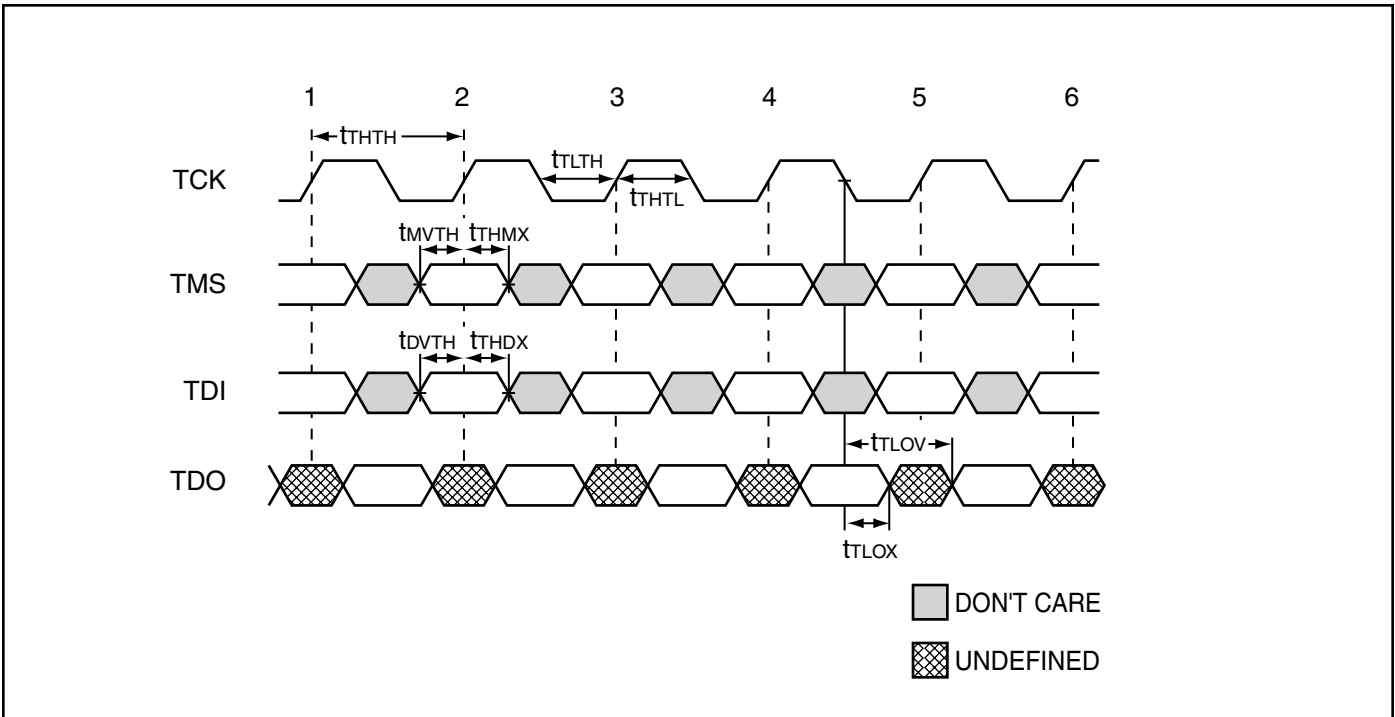 1 2 3 4 5 6
tTHTH
TCK
tTLTH
tTHTL
tMVTH tTHMX
TMS
tDVTH tTHDX
TDI
tTLOV
TDO
tTLOX
DON'T CARE
UNDEFINED